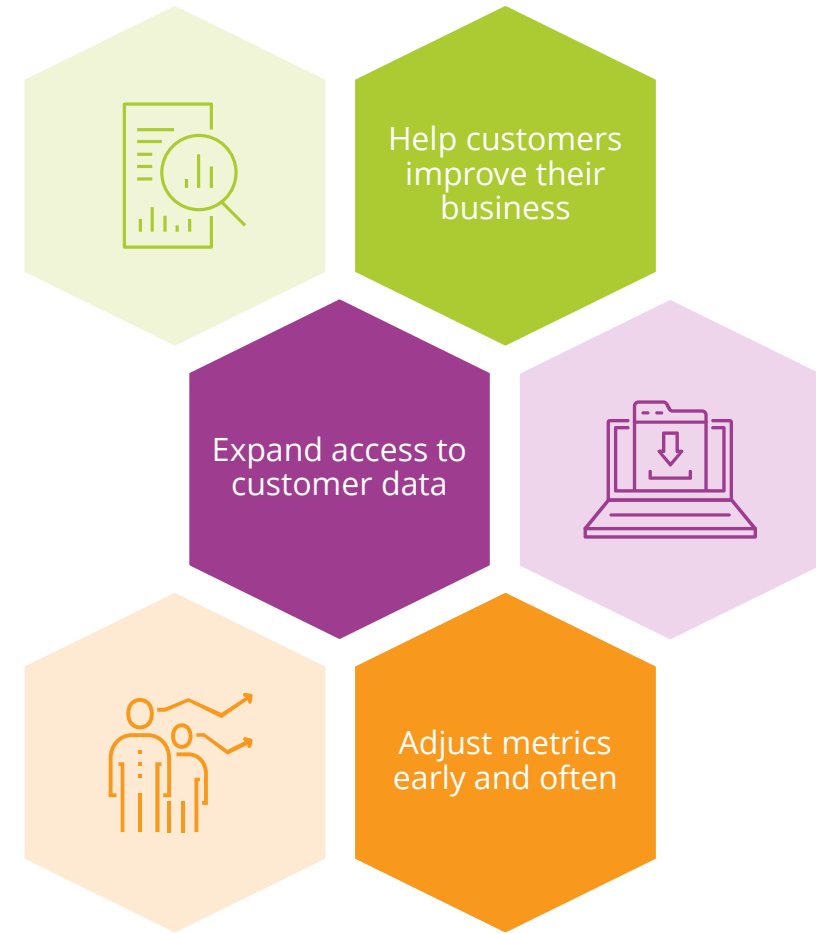 Help customers
improve their
business
Expand access to
customer data
Adjust metrics
early and often